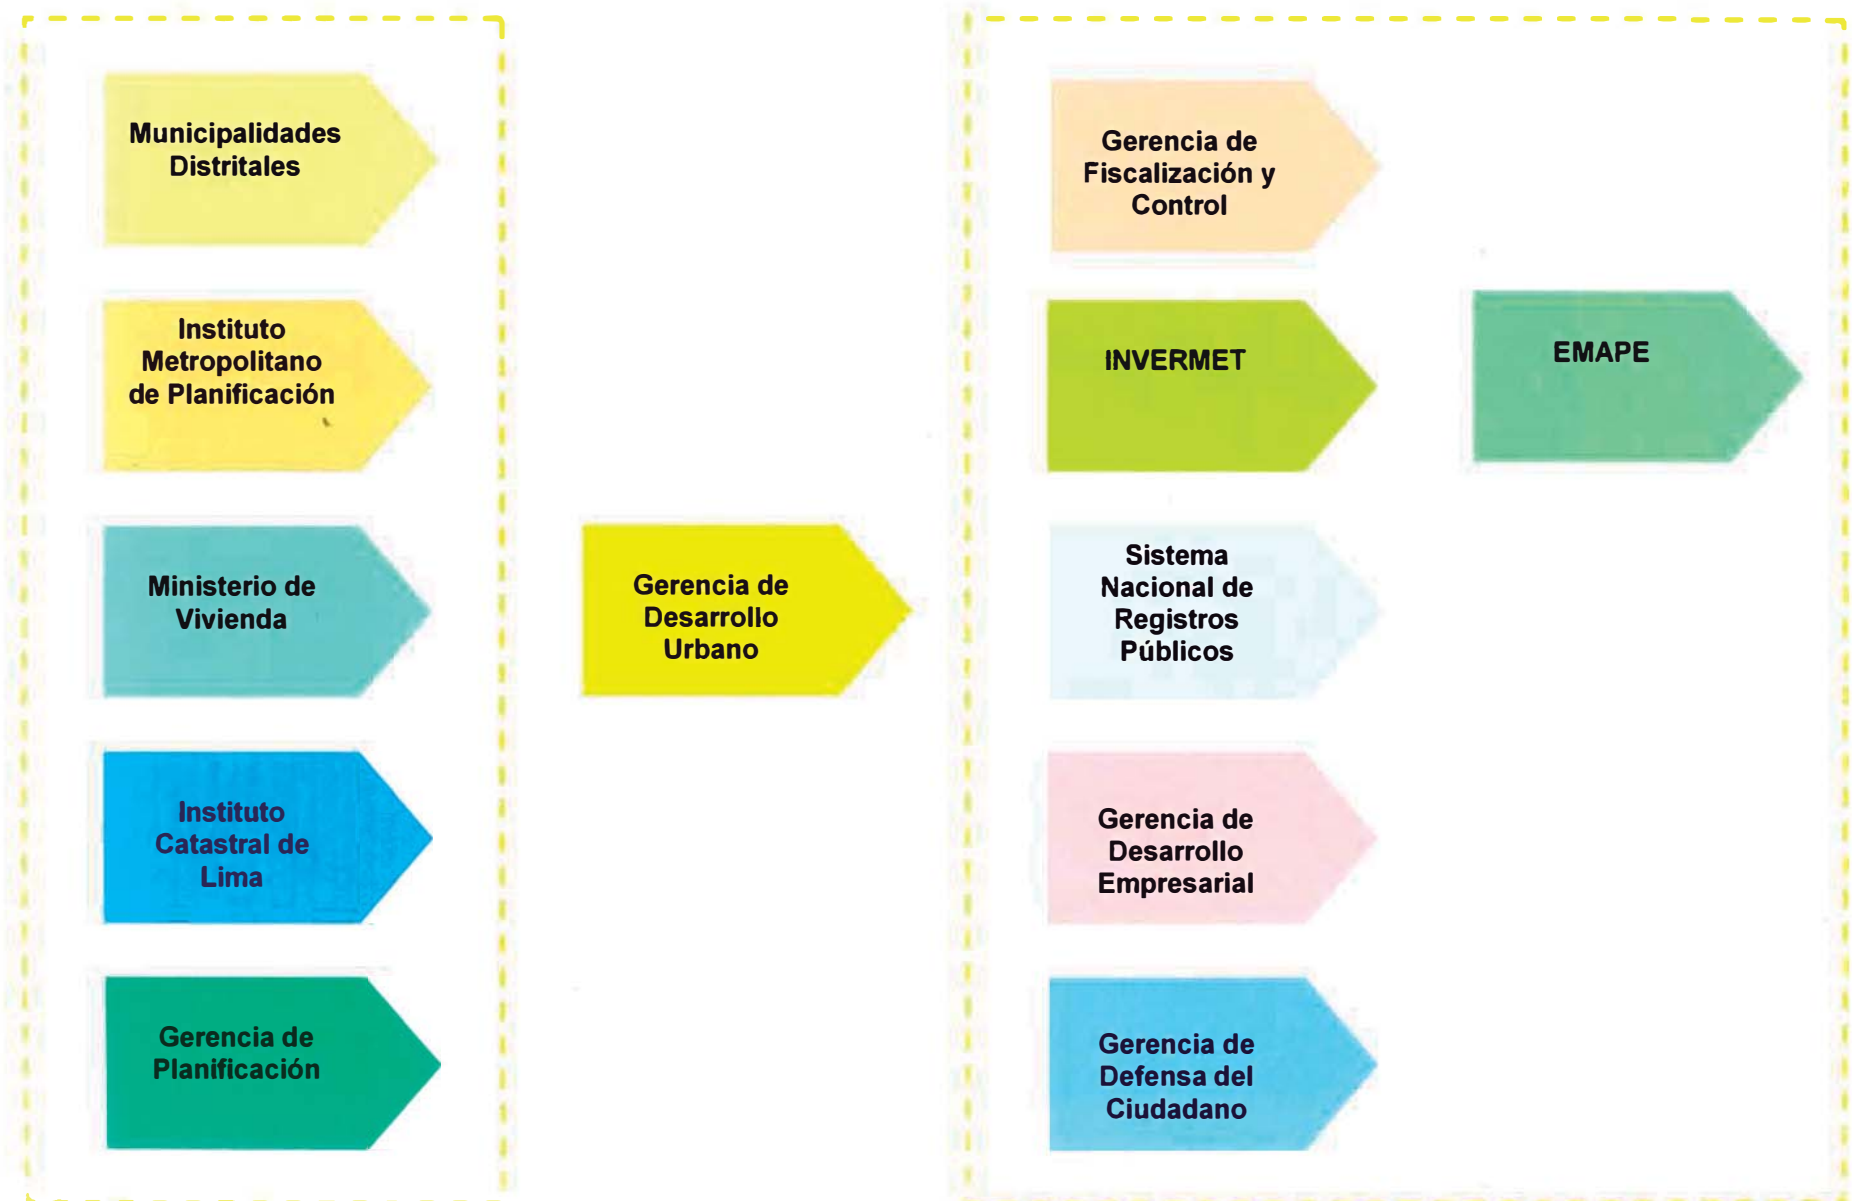 Municipalidades
Distritales
Instituto
Metropolitano
de Planificación
Ministerio de
Vivienda
Instituto
Catastral de
Lima
Gerencia de
Planificación
Gerencia de
Desarrollo
Urbano
Gerencia de
Fiscalización y
Control
INVERMET
Sistema
Nacional de
Registros
Públicos
Gerencia de
Desarrollo
Empresarial
Gerencia de
Defensa del
Ciudadano
EMAPE